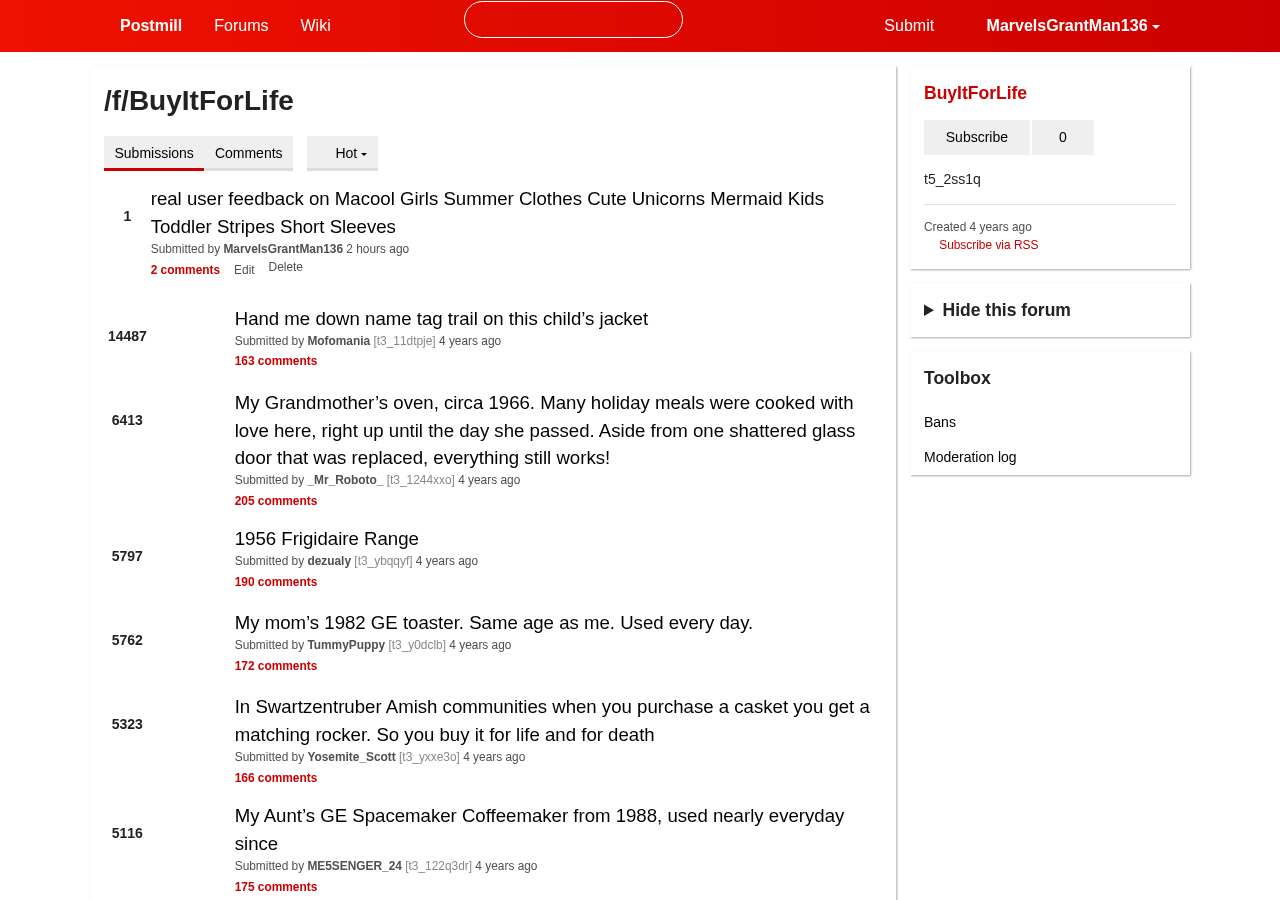 Postmill Forums Wiki Submit MarvelsGrantMan136
/f/BuyItForLife
Submissions Comments Hot
1
real user feedback on Macool Girls Summer Clothes Cute Unicorns Mermaid Kids
Toddler Stripes Short Sleeves
Submitted by MarvelsGrantMan136 2 hours ago
2 comments Edit Delete
14487
Hand me down name tag trail on this child’s jacket
Submitted by Mofomania [t3_11dtpje] 4 years ago
163 comments
6413
My Grandmother’s oven, circa 1966. Many holiday meals were cooked with
love here, right up until the day she passed. Aside from one shattered glass
door that was replaced, everything still works!
Submitted by _Mr_Roboto_ [t3_1244xxo] 4 years ago
205 comments
5797
1956 Frigidaire Range
Submitted by dezualy [t3_ybqqyf] 4 years ago
190 comments
5762
My mom’s 1982 GE toaster. Same age as me. Used every day.
Submitted by TummyPuppy [t3_y0dclb] 4 years ago
172 comments
5323
In Swartzentruber Amish communities when you purchase a casket you get a
matching rocker. So you buy it for life and for death
Submitted by Yosemite_Scott [t3_yxxe3o] 4 years ago
166 comments
5116
My Aunt’s GE Spacemaker Coffeemaker from 1988, used nearly everyday
since
Submitted by ME5SENGER_24 [t3_122q3dr] 4 years ago
175 comments
BuyItForLife
Subscribe 0
t5_2ss1q
Created 4 years ago
Subscribe via RSS
Hide this forum
Toolbox
Bans
Moderation log